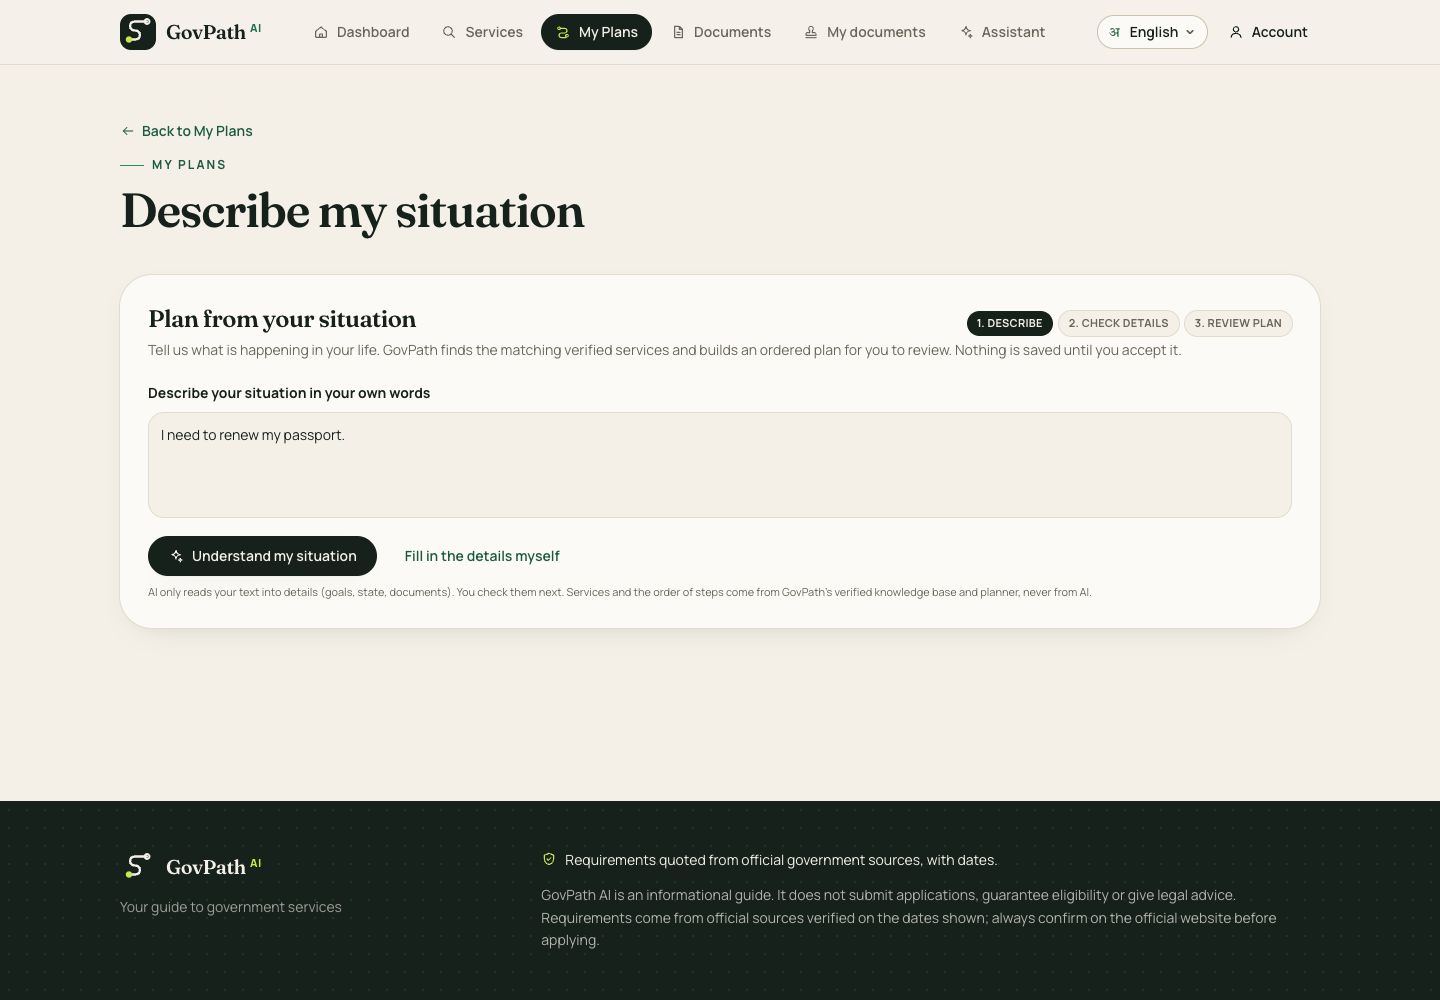 GovPath AI
Dashboard
Services
My Plans
Documents
My documents
Assistant
अ English
Account
Back to My Plans
MY PLANS
Describe my situation
Plan from your situation
1. DESCRIBE
2. CHECK DETAILS
3. REVIEW PLAN
Tell us what is happening in your life. GovPath finds the matching verified services and builds an ordered plan for you to review. Nothing is saved until you accept it.
Describe your situation in your own words
I need to renew my passport.
Understand my situation
Fill in the details myself
AI only reads your text into details (goals, state, documents). You check them next. Services and the order of steps come from GovPath's verified knowledge base and planner, never from AI.
GovPath AI
Your guide to government services
Requirements quoted from official government sources, with dates.
GovPath AI is an informational guide. It does not submit applications, guarantee eligibility or give legal advice.
Requirements come from official sources verified on the dates shown; always confirm on the official website before
applying.